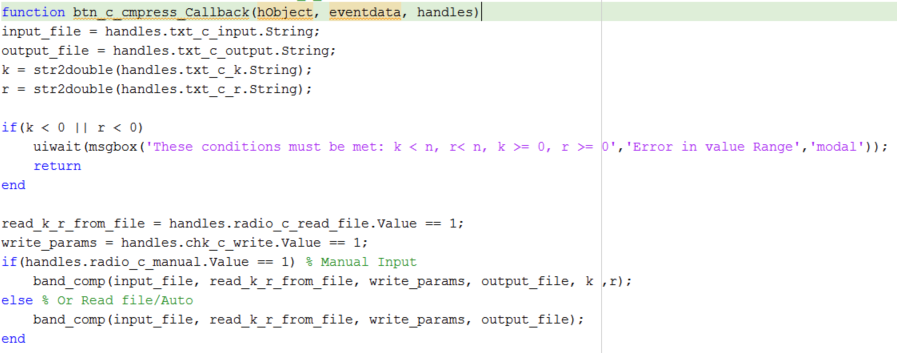 function btn_c_cmpress_Callback(hObject, eventdata, handles)
input_file = handles.txt_c_input.String;
output_file = handles.txt_c_output.String;
k = str2double(handles.txt_c_k.String);
r = str2double(handles.txt_c_r.String);

if(k < 0 || r < 0)
    uiwait(msgbox('These conditions must be met: k < n, r< n, k >= 0, r >= 0','Error in value Range','modal'));
    return
end

read_k_r_from_file = handles.radio_c_read_file.Value == 1;
write_params = handles.chk_c_write.Value == 1;
if(handles.radio_c_manual.Value == 1) % Manual Input
    band_comp(input_file, read_k_r_from_file, write_params, output_file, k ,r);
else % Or Read file/Auto
    band_comp(input_file, read_k_r_from_file, write_params, output_file);
end